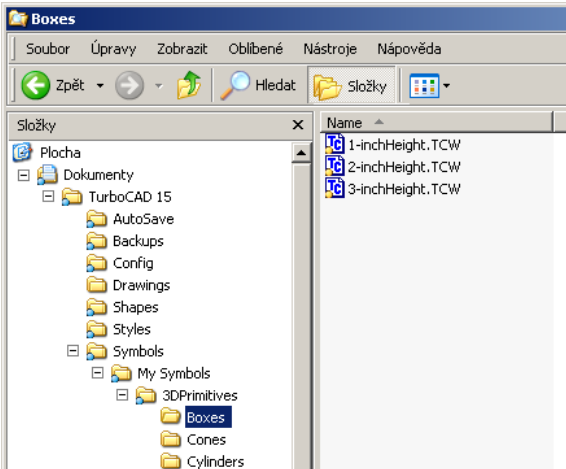 Boxes
Soubor Úpravy Zobrazit Oblíbené Nástroje Nápověda
Zpět Hledat Složky
Složky
Name
Plocha
Dokumenty
TurboCAD 15
AutoSave
Backups
Config
Drawings
Shapes
Styles
Symbols
My Symbols
3DPrimitives
Boxes
Cones
Cylinders
1-inchHeight.TCW
2-inchHeight.TCW
3-inchHeight.TCW